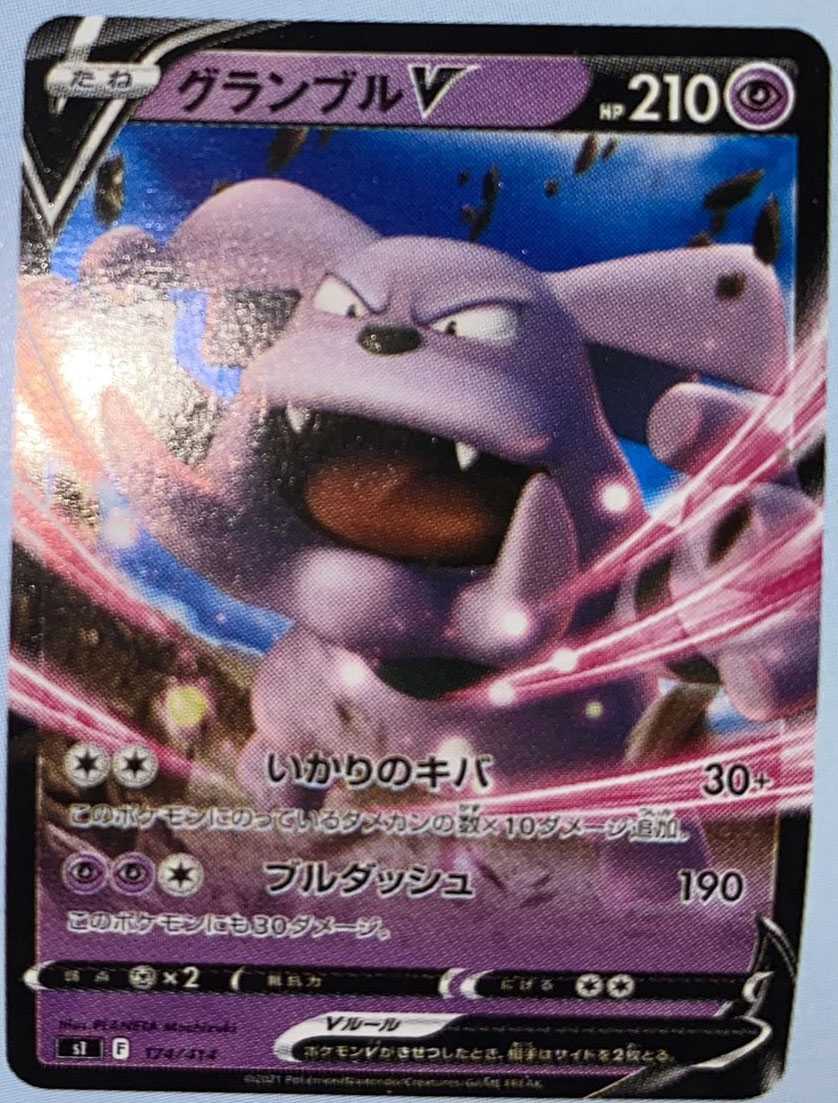 たね グランブルV HP 210
いかりのキバ 30+
このポケモンにのっているダメカンの数×10ダメージ追加。
ブルダッシュ 190
このポケモンにも30ダメージ。
弱点 ×2 抵抗力 にげる
Illus. PLANETA Mochizuki
Vルール
sI F 174/414
ポケモンVがきぜつしたとき、相手はサイドを2枚とる。
©2021 Pokémon/Nintendo/Creatures/GAME FREAK